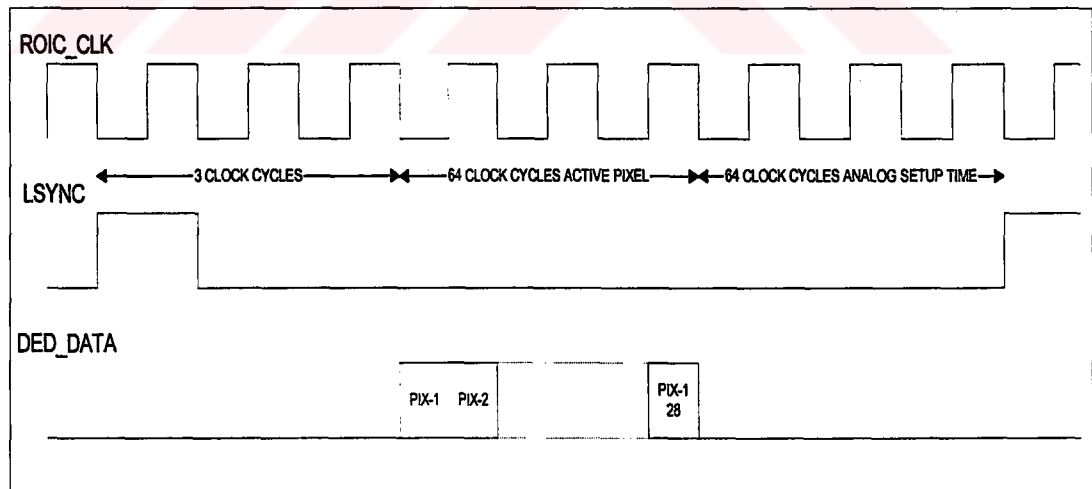 ROIC_CLK
3 CLOCK CYCLES
64 CLOCK CYCLES ACTIVE PIXEL
64 CLOCK CYCLES ANALOG SETUP TIME
LSYNC
DED_DATA
PIX-1
PIX-2
PIX-1
28